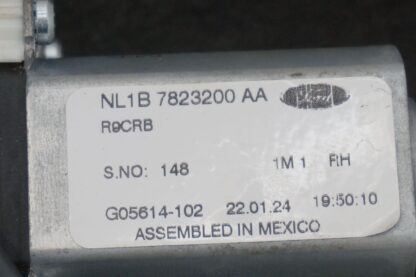 NL1B 7823200 AA
R9CRB
S.NO: 148 1M 1 RH
G05614-102 22.01.24 19:50:10
ASSEMBLED IN MEXICO